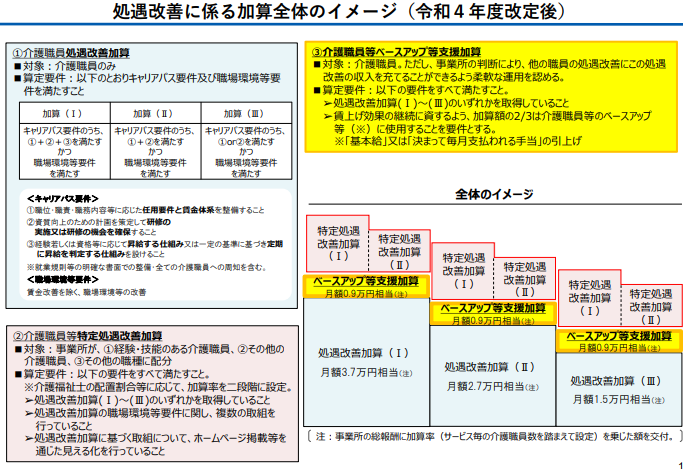 処遇改善に係る加算全体のイメージ（令和４年度改定後）
①介護職員処遇改善加算
■対象：介護職員のみ
■算定要件：以下のとおりキャリアパス要件及び職場環境等要
件を満たすこと
加算（Ⅰ）
加算（Ⅱ）
加算（Ⅲ）
キャリアパス要件のうち、
①＋②＋③を満たす
かつ
職場環境等要件
を満たす
キャリアパス要件のうち、
①＋②を満たす
かつ
職場環境等要件
を満たす
キャリアパス要件のうち、
①or②を満たす
かつ
職場環境等要件
を満たす
＜キャリアパス要件＞
①職位・職責・職務内容等に応じた任用要件と賃金体系を整備すること
②資質向上のための計画を策定して研修の
実施又は研修の機会を確保すること
③経験若しくは資格等に応じて昇給する仕組み又は一定の基準に基づき定期
に昇給を判定する仕組みを設けること
※就業規則等の明確な書面での整備・全ての介護職員への周知を含む。
＜職場環境等要件＞
賃金改善を除く、職場環境等の改善
②介護職員等特定処遇改善加算
■対象：事業所が、①経験・技能のある介護職員、②その他の
介護職員、③その他の職種に配分
■算定要件：以下の要件をすべて満たすこと。
※介護福祉士の配置割合等に応じて、加算率を二段階に設定。
➢処遇改善加算(Ⅰ)～(Ⅲ)のいずれかを取得していること
➢処遇改善加算の職場環境等要件に関し、複数の取組を
行っていること
➢処遇改善加算に基づく取組について、ホームページ掲載等を
通じた見える化を行っていること
③介護職員等ベースアップ等支援加算
■対象：介護職員。ただし、事業所の判断により、他の職員の処遇改善にこの処遇
改善の収入を充てることができるよう柔軟な運用を認める。
■算定要件：以下の要件をすべて満たすこと。
➢処遇改善加算(Ⅰ)～(Ⅲ)のいずれかを取得していること
➢賃上げ効果の継続に資するよう、加算額の2/3は介護職員等のベースアップ
等（※）に使用することを要件とする。
※「基本給」又は「決まって毎月支払われる手当」の引上げ
全体のイメージ
特定処遇
改善加算
（Ⅰ）
特定処遇
改善加算
（Ⅱ）
ベースアップ等支援加算
月額0.9万円相当(注)
処遇改善加算（Ⅰ）
月額3.7万円相当(注)
特定処遇
改善加算
（Ⅰ）
特定処遇
改善加算
（Ⅱ）
ベースアップ等支援加算
月額0.9万円相当(注)
処遇改善加算（Ⅱ）
月額2.7万円相当(注)
特定処遇
改善加算
（Ⅰ）
特定処遇
改善加算
（Ⅱ）
ベースアップ等支援加算
月額0.9万円相当(注)
処遇改善加算（Ⅲ）
月額1.5万円相当(注)
注：事業所の総報酬に加算率（サービス毎の介護職員数を踏まえて設定）を乗じた額を交付。
1